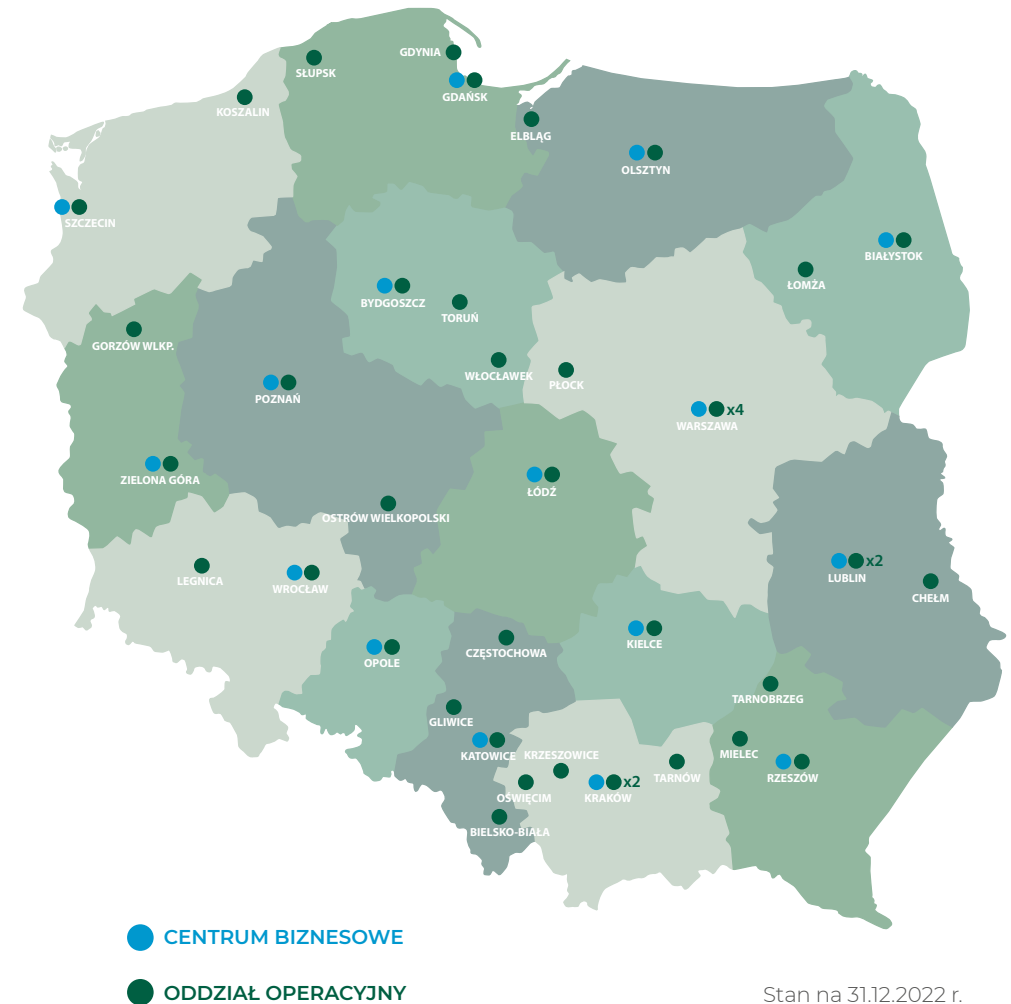 GDYNIA
SŁUPSK
GDAŃSK
KOSZALIN
ELBLĄG
OLSZTYN
SZCZECIN
BIAŁYSTOK
ŁOMŻA
BYDGOSZCZ
TORUŃ
GORZÓW WLKP.
WŁOCŁAWEK
PŁOCK
POZNAŃ
x4
WARSZAWA
ZIELONA GÓRA
ŁÓDŹ
OSTRÓW WIELKOPOLSKI
x2
LUBLIN
LEGNICA
WROCŁAW
CHEŁM
KIELCE
CZĘSTOCHOWA
OPOLE
TARNOBRZEG
GLIWICE
KATOWICE
KRZESZOWICE
MIELEC
TARNÓW
RZESZÓW
x2
OŚWIĘCIM
KRAKÓW
BIELSKO-BIAŁA
CENTRUM BIZNESOWE
ODDZIAŁ OPERACYJNY
Stan na 31.12.2022 r.